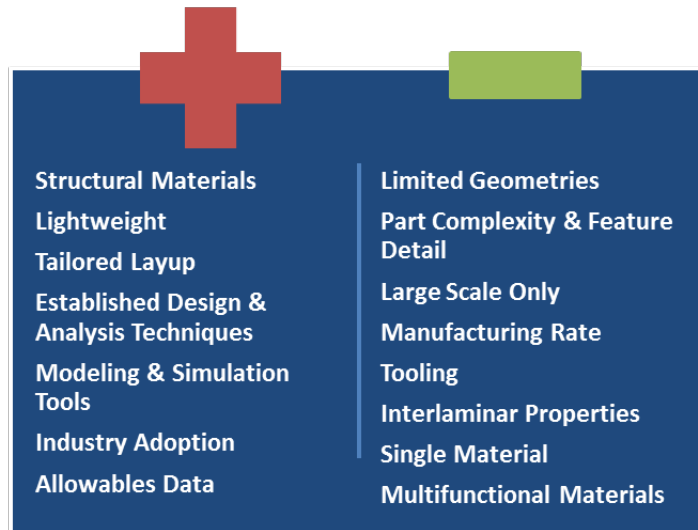 Structural Materials
Lightweight
Tailored Layup
Established Design &
Analysis Techniques
Modeling & Simulation
Tools
Industry Adoption
Allowables Data
Limited Geometries
Part Complexity & Feature
Detail
Large Scale Only
Manufacturing Rate
Tooling
Interlaminar Properties
Single Material
Multifunctional Materials